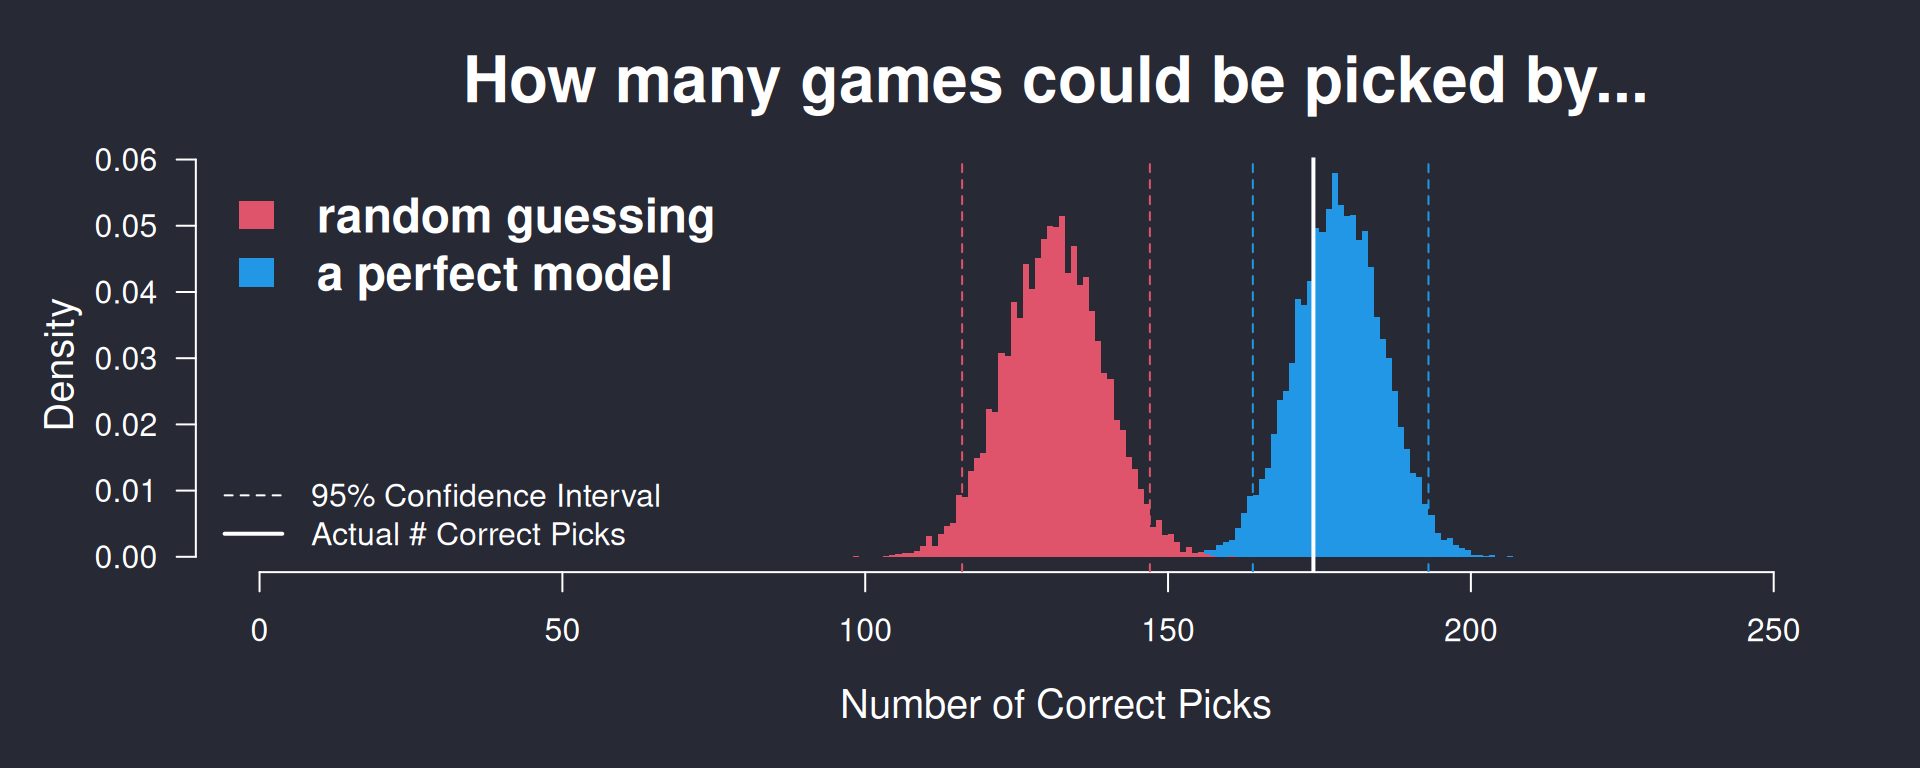 How many games could be picked by...
0.06
0.05
0.04
0.03
0.02
0.01
0.00
Density
random guessing
a perfect model
95% Confidence Interval
Actual # Correct Picks
0 50 100 150 200 250
Number of Correct Picks